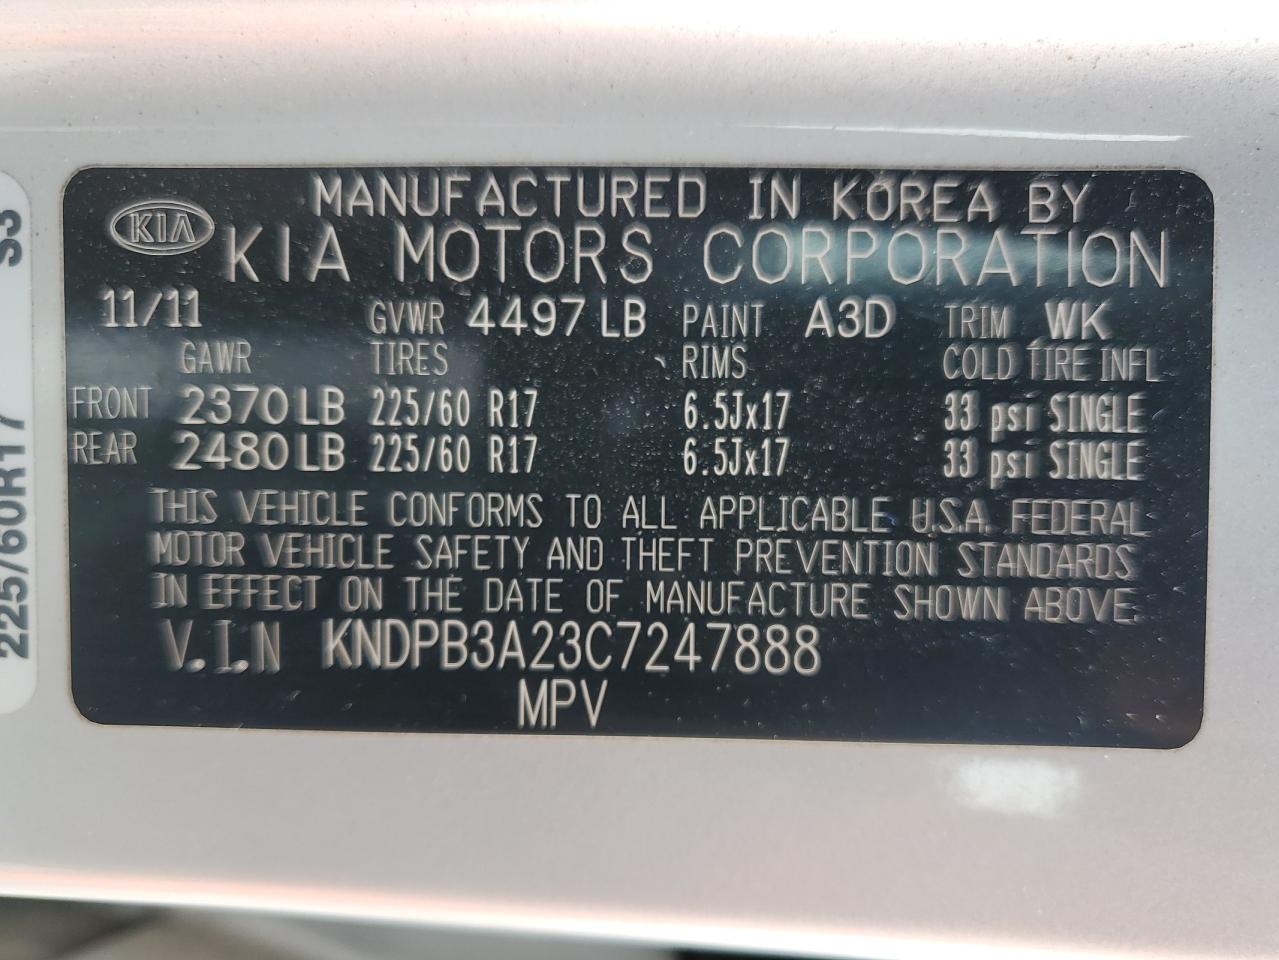 MANUFACTURED IN KOREA BY
KIA KIA MOTORS CORPORATION
11/11 GVWR 4497 LB PAINT A3D TRIM WK
GAWR TIRES RIMS COLD TIRE INFL
FRONT 2370 LB 225/60 R17 6.5Jx17 33 psi SINGLE
REAR 2480 LB 225/60 R17 6.5Jx17 33 psi SINGLE
THIS VEHICLE CONFORMS TO ALL APPLICABLE U.S.A. FEDERAL
MOTOR VEHICLE SAFETY AND THEFT PREVENTION STANDARDS
IN EFFECT ON THE DATE OF MANUFACTURE SHOWN ABOVE.
V.I.N KNDPB3A23C7247888
MPV
225/60R17 S3